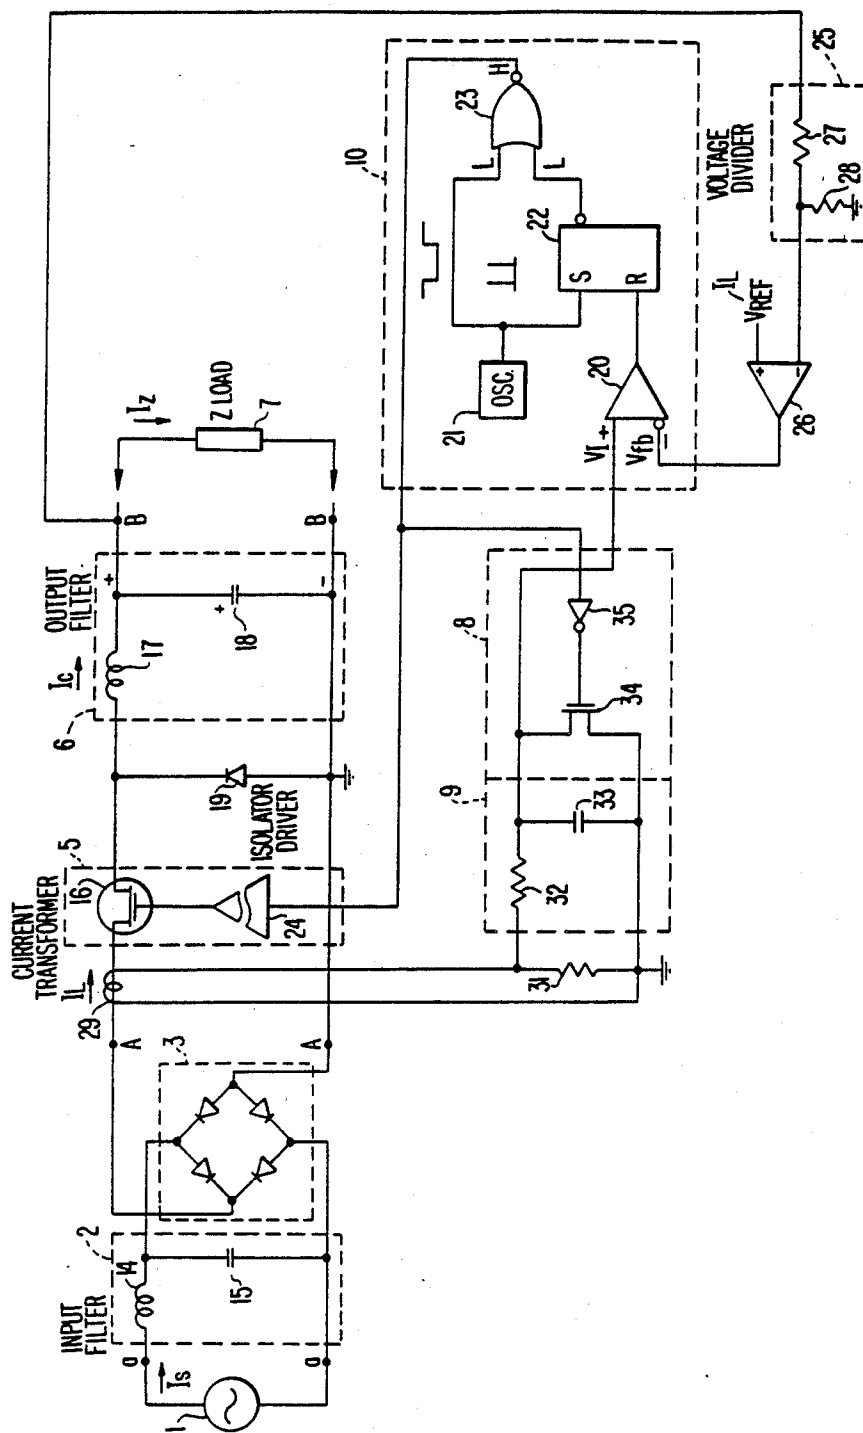 INPUT
FILTER
2
14
15
a
a
Is
1
3
A
A
CURRENT
TRANSFORMER
IL
29
5
16
24
ISOLATOR
DRIVER
19
6
Ic
17
OUTPUT
FILTER
+
-
+
18
B
B
Iz
Z LOAD
7
31
9
32
33
8
34
35
10
21
OSC.
S
R
22
L
L
23
H
20
VI +
Vfb -
26
+
-
IL
VREF
VOLTAGE
DIVIDER
25
27
28